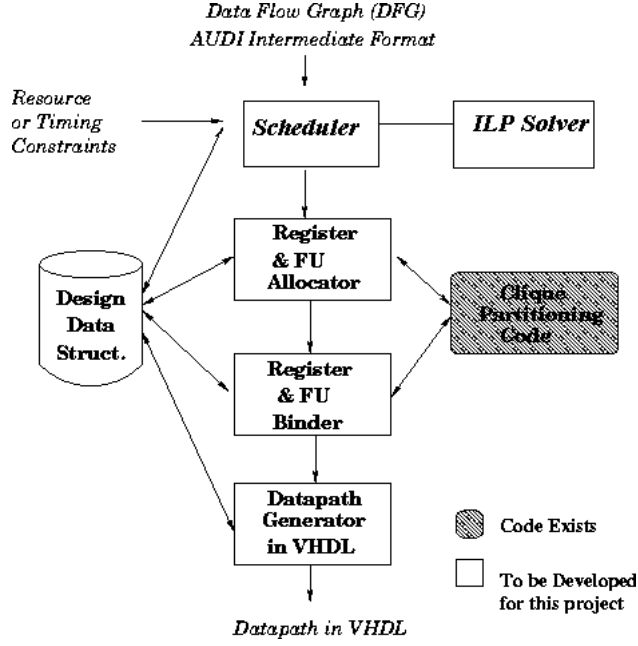 Data Flow Graph (DFG)
AUDI Intermediate Format
Resource
or Timing
Constraints
Scheduler
ILP Solver
Register
& FU
Allocator
Design
Data
Struct.
Clique
Partitioning
Code
Register
& FU
Binder
Datapath
Generator
in VHDL
Code Exists
To be Developed
for this project
Datapath in VHDL